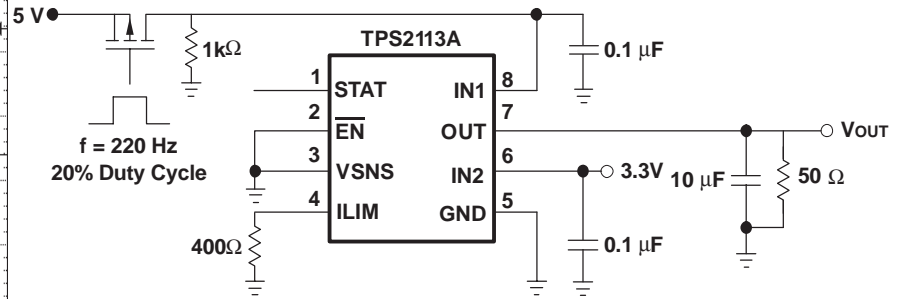 5 V
TPS2113A
1kΩ
0.1 µF
1
STAT
IN1
8
2
EN
OUT
7
VOUT
f = 220 Hz
20% Duty Cycle
3
VSNS
IN2
6
3.3V
10 µF
50 Ω
4
ILIM
GND
5
400Ω
0.1 µF